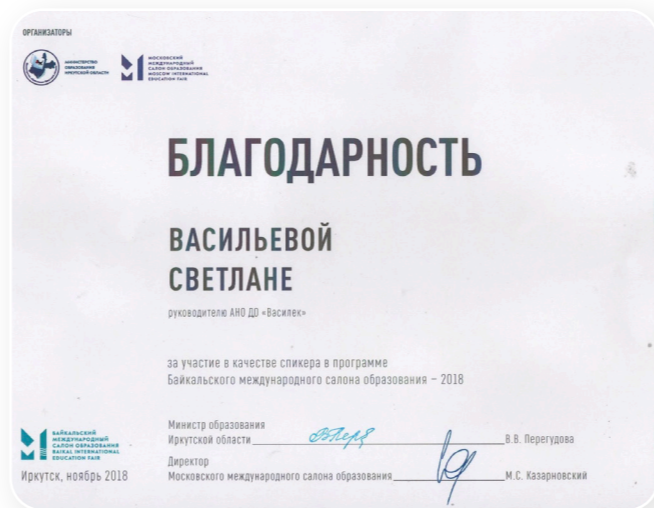 ОРГАНИЗАТОРЫ
МИНИСТЕРСТВО
ОБРАЗОВАНИЯ
ИРКУТСКОЙ ОБЛАСТИ
МОСКОВСКИЙ
МЕЖДУНАРОДНЫЙ
САЛОН ОБРАЗОВАНИЯ
MOSCOW INTERNATIONAL
EDUCATION FAIR
БЛАГОДАРНОСТЬ
ВАСИЛЬЕВОЙ
СВЕТЛАНЕ
руководителю АНО ДО «Василек»
за участие в качестве спикера в программе
Байкальского международного салона образования – 2018
БАЙКАЛЬСКИЙ
МЕЖДУНАРОДНЫЙ
САЛОН ОБРАЗОВАНИЯ
BAIKAL INTERNATIONAL
EDUCATION FAIR
Иркутск, ноябрь 2018
Министр образования
Иркутской области В.В. Перегудова
Директор
Московского международного салона образования М.С. Казарновский